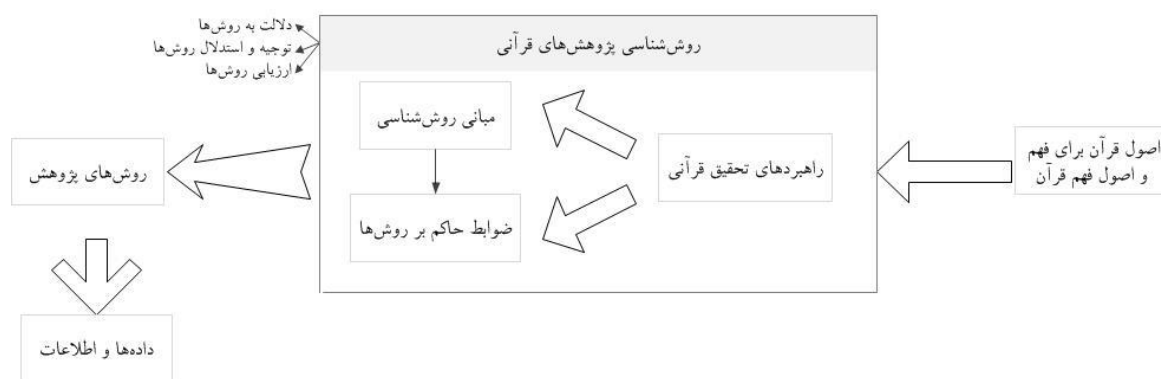 دلالت به روش‌ها
توجیه و استدلال روش‌ها
ارزیابی روش‌ها
روش‌شناسی پژوهش‌های قرآنی
اصول قرآن برای فهم
و اصول فهم قرآن
راهبردهای تحقیق قرآنی
مبانی روش‌شناسی
ضوابط حاکم بر روش‌ها
روش‌های پژوهش
داده‌ها و اطلاعات